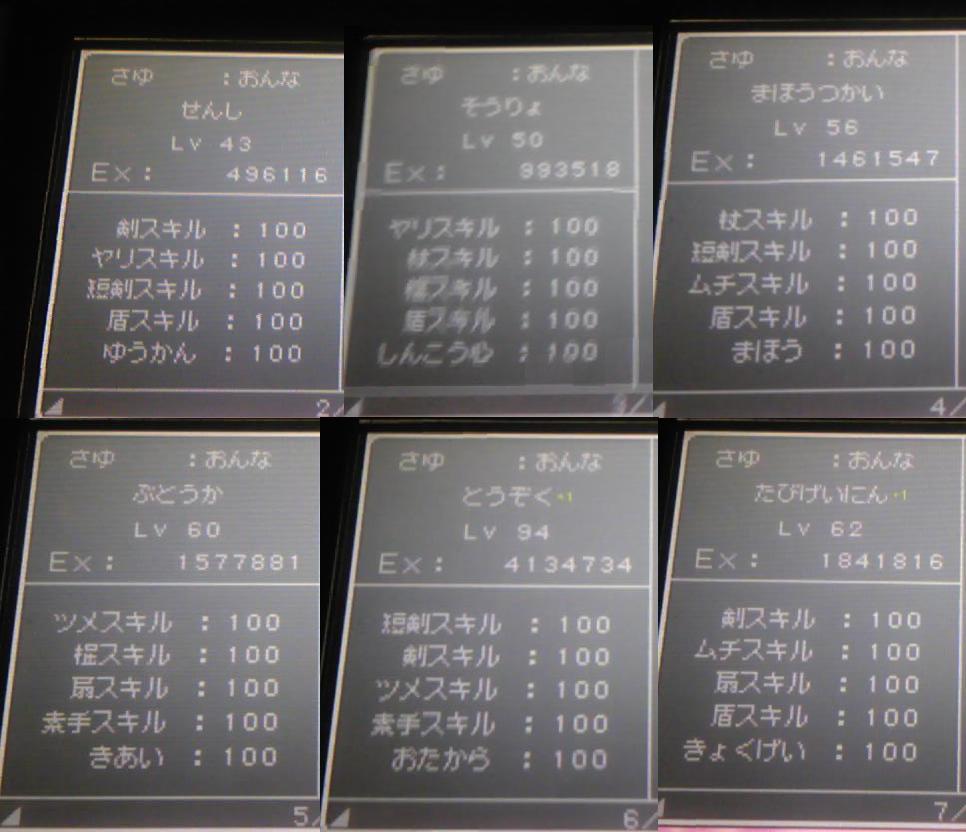 さゆ　　：おんな
せんし
Lv 43
Ex：　496116
剣スキル：100
ヤリスキル：100
短剣スキル：100
盾スキル：100
ゆうかん：100
2/
さゆ　　：おんな
そうりょ
Lv 50
Ex：　993518
ヤリスキル：100
杖スキル：100
棍スキル：100
盾スキル：100
しんこう心：100
3/
さゆ　　：おんな
まほうつかい
Lv 56
Ex：　1461547
杖スキル：100
短剣スキル：100
ムチスキル：100
盾スキル：100
まほう：100
4/
さゆ　　：おんな
ぶとうか
Lv 60
Ex：　1577881
ツメスキル：100
棍スキル：100
扇スキル：100
素手スキル：100
きあい：100
5/
さゆ　　：おんな
とうぞく+1
Lv 94
Ex：　4134734
短剣スキル：100
剣スキル：100
ツメスキル：100
素手スキル：100
おたから：100
6/
さゆ　　：おんな
たびげいにん+1
Lv 62
Ex：　1841816
剣スキル：100
ムチスキル：100
扇スキル：100
盾スキル：100
きょくげい：100
7/